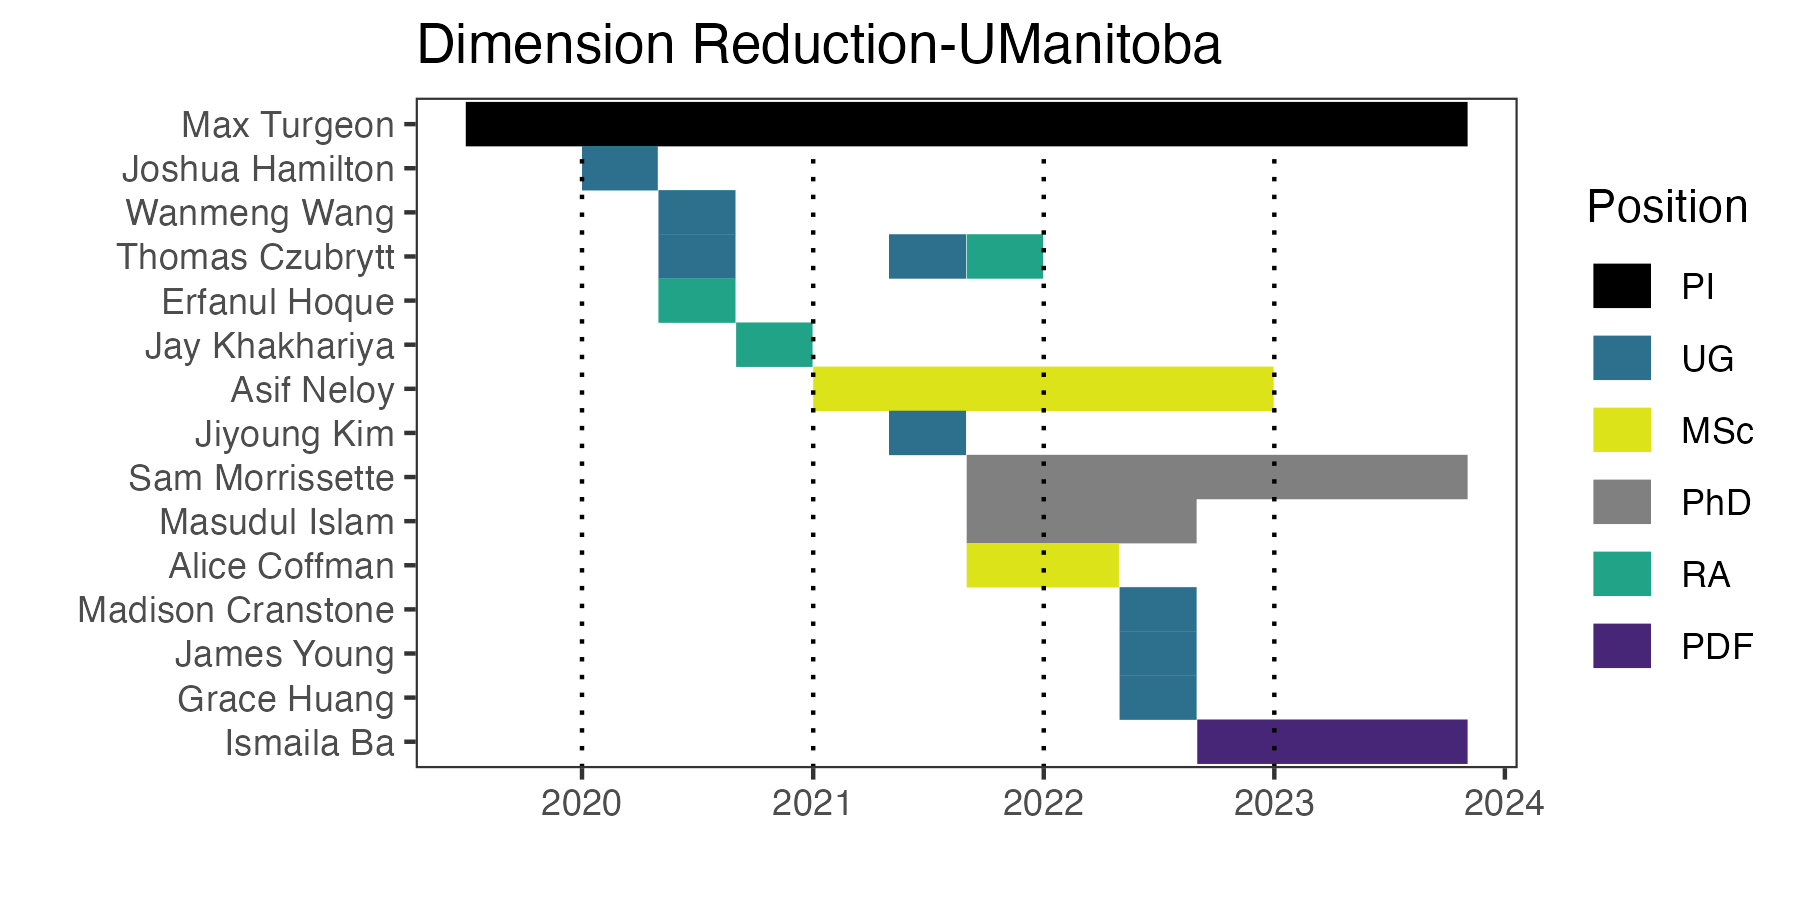 Dimension Reduction-UManitoba
Max Turgeon
Joshua Hamilton
Wanmeng Wang
Thomas Czubrytt
Erfanul Hoque
Jay Khakhariya
Asif Neloy
Jiyoung Kim
Sam Morrissette
Masudul Islam
Alice Coffman
Madison Cranstone
James Young
Grace Huang
Ismaila Ba
2020 2021 2022 2023 2024
Position
PI
UG
MSc
PhD
RA
PDF